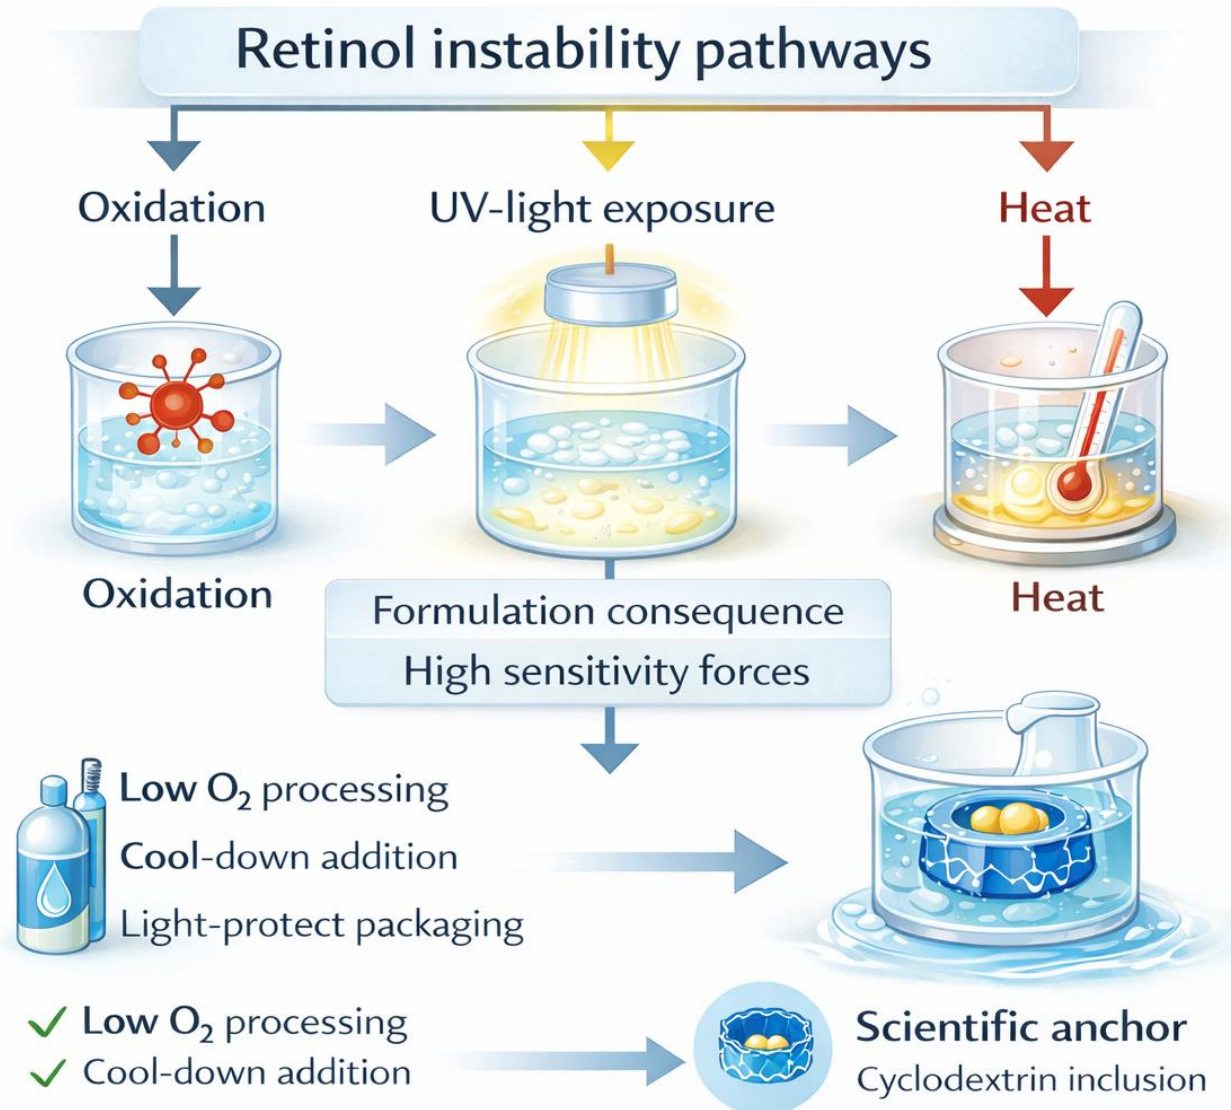 Retinol instability pathways
Oxidation
UV-light exposure
Heat
Oxidation
Heat
Formulation consequence
High sensitivity forces
Low O₂ processing
Cool-down addition
Light-protect packaging
Low O₂ processing
Cool-down addition
Scientific anchor
Cyclodextrin inclusion